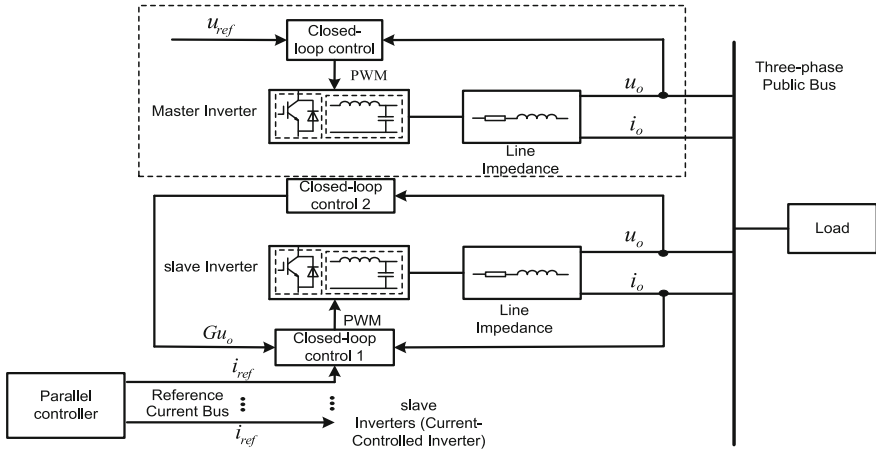 u_ref
Closed-
loop control
PWM
Master Inverter
u_o
i_o
Line
Impedance
Three-phase
Public Bus
Closed-loop
control 2
slave Inverter
u_o
i_o
Line
Impedance
Load
PWM
Gu_o
Closed-loop
control 1
i_ref
Parallel
controller
Reference
Current Bus
i_ref
slave
Inverters (Current-
Controlled Inverter)